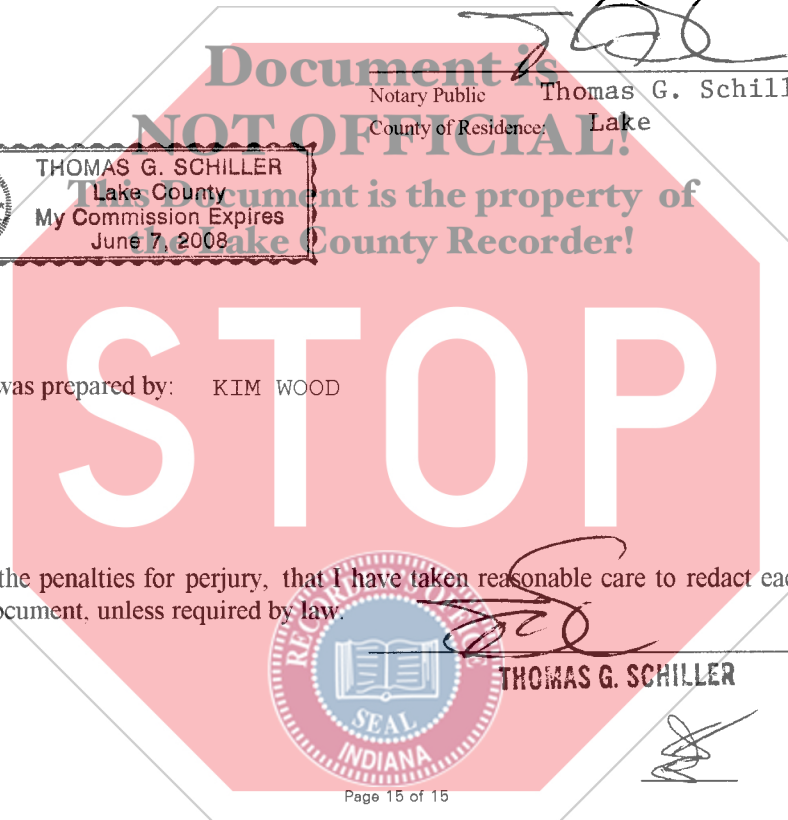 Document is
Notary Public Thomas G. Schill
NOT OFFICIAL!
County of Residence: Lake
THOMAS G. SCHILLER
Lake County
My Commission Expires
June 7, 2008
This Document is the property of
the Lake County Recorder!
STOP
was prepared by: KIM WOOD
the penalties for perjury, that I have taken reasonable care to redact eac
ocument, unless required by law.
THOMAS G. SCHILLER
RECORDER'S OFFICE
SEAL
INDIANA
Page 15 of 15